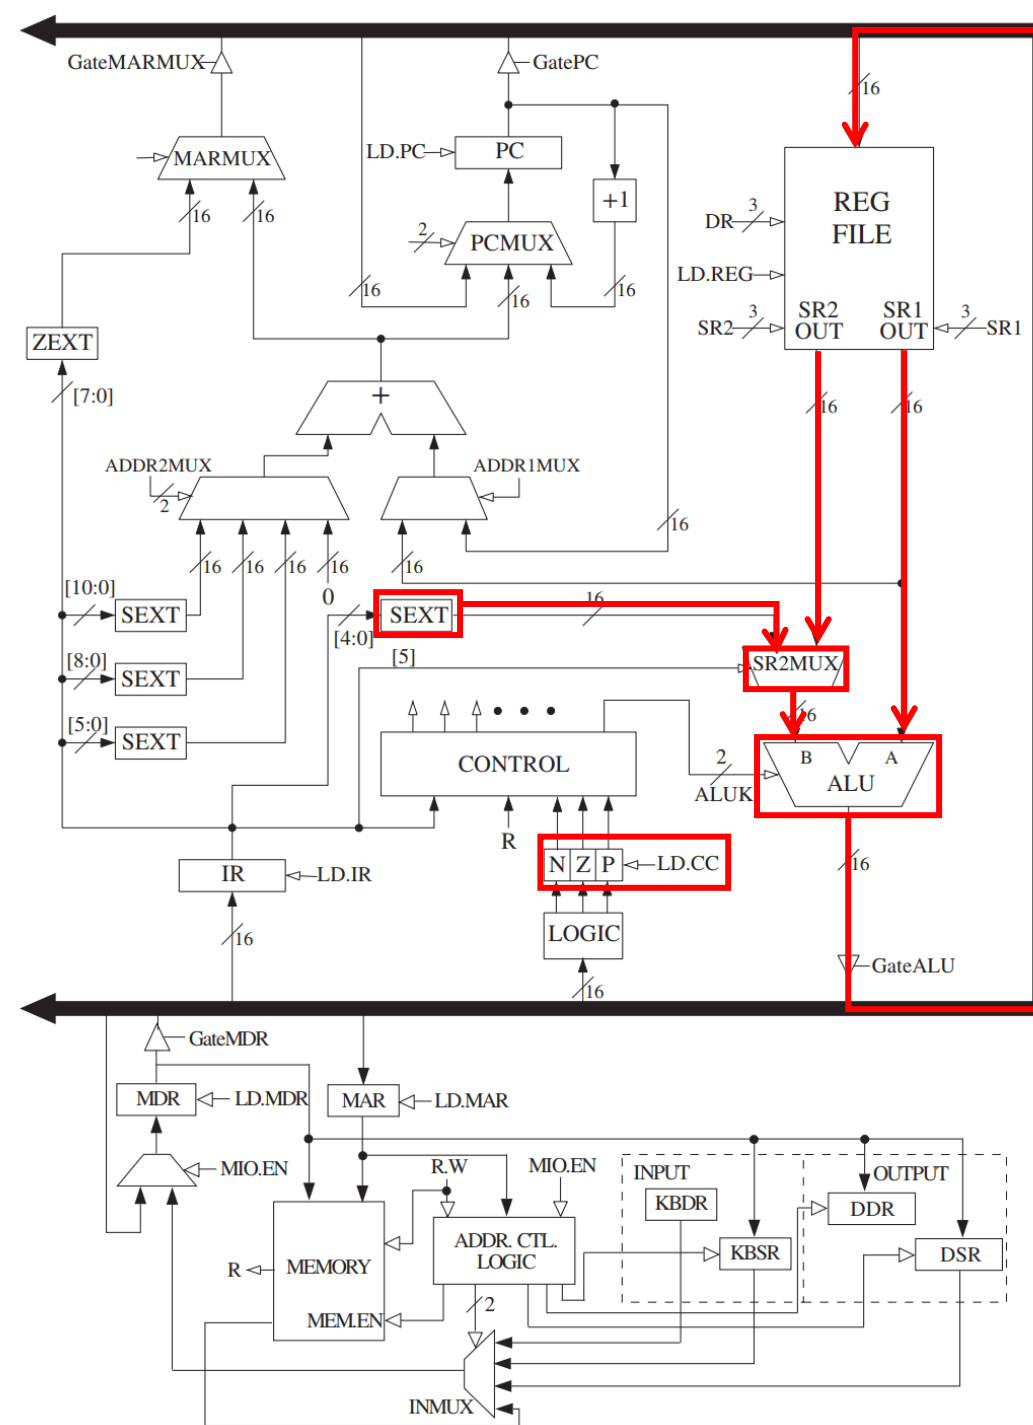 GateMARMUX
GatePC
16
MARMUX
LD.PC
PC
+1
REG
FILE
DR
3
LD.REG
16
16
2
PCMUX
16
16
16
SR2
3
SR2
OUT
SR1
OUT
3
SR1
ZEXT
[7:0]
+
16
16
ADDR2MUX
2
ADDR1MUX
16
16
16
16
16
0
16
[10:0]
SEXT
[4:0]
SEXT
16
[8:0]
SEXT
[5]
SR2MUX
[5:0]
SEXT
16
CONTROL
2
ALUK
B
A
ALU
R
IR
LD.IR
N Z P
LD.CC
16
16
LOGIC
16
GateALU
16
GateMDR
MDR
LD.MDR
MAR
LD.MAR
MIO.EN
R.W
MIO.EN
INPUT
OUTPUT
KBDR
DDR
MEMORY
R
ADDR. CTL.
LOGIC
KBSR
DSR
MEM.EN
2
INMUX